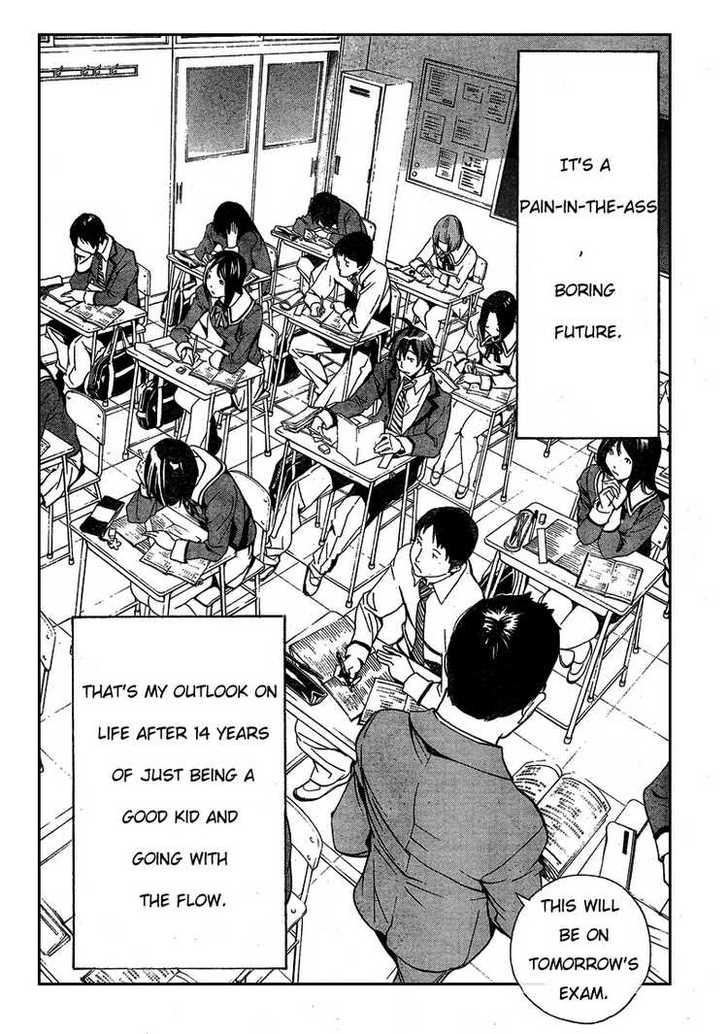 IT'S A
PAIN-IN-THE-ASS
,
BORING
FUTURE.
THAT'S MY OUTLOOK ON
LIFE AFTER 14 YEARS
OF JUST BEING A
GOOD KID AND
GOING WITH
THE FLOW.
THIS WILL
BE ON
TOMORROW'S
EXAM.